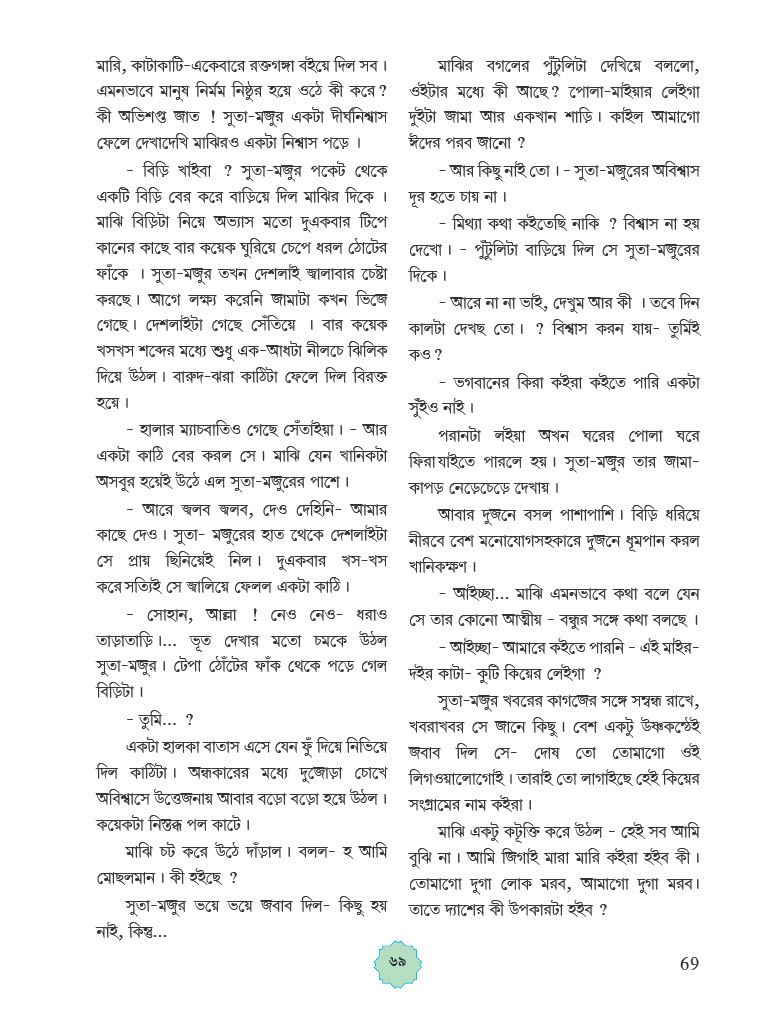 মারি, কাটাকাটি-একেবারে রক্তগঙ্গা বইয়ে দিল সব।
এমনভাবে মানুষ নির্মম নিষ্ঠুর হয়ে ওঠে কী করে ?
কী অভিশপ্ত জাত ! সুতা-মজুর একটা দীর্ঘনিশ্বাস
ফেলে দেখাদেখি মাঝিরও একটা নিশ্বাস পড়ে ।
- বিড়ি খাইবা ? সুতা-মজুর পকেট থেকে
একটি বিড়ি বের করে বাড়িয়ে দিল মাঝির দিকে ।
মাঝি বিড়িটা নিয়ে অভ্যাস মতো দুএকবার টিপে
কানের কাছে বার কয়েক ঘুরিয়ে চেপে ধরল ঠোটের
ফাঁকে । সুতা-মজুর তখন দেশলাই জ্বালাবার চেষ্টা
করছে। আগে লক্ষ্য করেনি জামাটা কখন ভিজে
গেছে। দেশলাইটা গেছে সেঁতিয়ে । বার কয়েক
খসখস শব্দের মধ্যে শুধু এক-আধটা নীলচে ঝিলিক
দিয়ে উঠল। বারুদ-ঝরা কাঠিটা ফেলে দিল বিরক্ত
হয়ে।
- হালার ম্যাচবাতিও গেছে সেঁতাইয়া। - আর
একটা কাঠি বের করল সে। মাঝি যেন খানিকটা
অসবুর হয়েই উঠে এল সুতা-মজুরের পাশে।
- আরে জ্বলব জ্বলব, দেও দেহিনি- আমার
কাছে দেও। সুতা- মজুরের হাত থেকে দেশলাইটা
সে প্রায় ছিনিয়েই নিল। দুএকবার খস-খস
করে সত্যিই সে জ্বালিয়ে ফেলল একটা কাঠি।
- সোহান, আল্লা ! নেও নেও- ধরাও
তাড়াতাড়ি।... ভূত দেখার মতো চমকে উঠল
সুতা-মজুর। টেপা ঠোঁটের ফাঁক থেকে পড়ে গেল
বিড়িটা।
- তুমি... ?
একটা হালকা বাতাস এসে যেন ফুঁ দিয়ে নিভিয়ে
দিল কাঠিটা। অন্ধকারের মধ্যে দুজোড়া চোখে
অবিশ্বাসে উত্তেজনায় আবার বড়ো বড়ো হয়ে উঠল।
কয়েকটা নিস্তব্ধ পল কাটে।
মাঝি চট করে উঠে দাঁড়াল। বলল- হ আমি
মোছলমান। কী হইছে ?
সুতা-মজুর ভয়ে ভয়ে জবাব দিল- কিছু হয়
নাই, কিন্তু...
মাঝির বগলের পুঁটুলিটা দেখিয়ে বললো,
ওইটার মধ্যে কী আছে ? পোলা-মাইয়ার লেইগা
দুইটা জামা আর একখান শাড়ি। কাইল আমাগো
ঈদের পরব জানো ?
- আর কিছু নাই তো। - সুতা-মজুরের অবিশ্বাস
দূর হতে চায় না।
- মিথ্যা কথা কইতেছি নাকি ? বিশ্বাস না হয়
দেখো। - পুঁটুলিটা বাড়িয়ে দিল সে সুতা-মজুরের
দিকে।
- আরে না না ভাই, দেখুম আর কী । তবে দিন
কালটা দেখছ তো। ? বিশ্বাস করন যায়- তুমিই
কও ?
- ভগবানের কিরা কইরা কইতে পারি একটা
সুঁইও নাই।
পরানটা লইয়া অখন ঘরের পোলা ঘরে
ফিরা যাইতে পারলে হয়। সুতা-মজুর তার জামা-
কাপড় নেড়েচেড়ে দেখায়।
আবার দুজনে বসল পাশাপাশি। বিড়ি ধরিয়ে
নীরবে বেশ মনোযোগসহকারে দুজনে ধূমপান করল
খানিকক্ষণ।
- আইচ্ছা... মাঝি এমনভাবে কথা বলে যেন
সে তার কোনো আত্মীয় - বন্ধুর সঙ্গে কথা বলছে ।
- আইচ্ছা- আমারে কইতে পারনি - এই মাইর-
দইর কাটা- কুটি কিয়ের লেইগা ?
সুতা-মজুর খবরের কাগজের সঙ্গে সম্বন্ধ রাখে,
খবরাখবর সে জানে কিছু। বেশ একটু উষ্ণকণ্ঠেই
জবাব দিল সে- দোষ তো তোমাগো ওই
লিগওয়ালোগোই। তারাই তো লাগাইছে হেই কিয়ের
সংগ্রামের নাম কইরা।
মাঝি একটু কটূক্তি করে উঠল - হেই সব আমি
বুঝি না। আমি জিগাই মারা মারি কইরা হইব কী।
তোমাগো দুগা লোক মরব, আমাগো দুগা মরব।
তাতে দ্যাশের কী উপকারটা হইব ?
৬৯
69